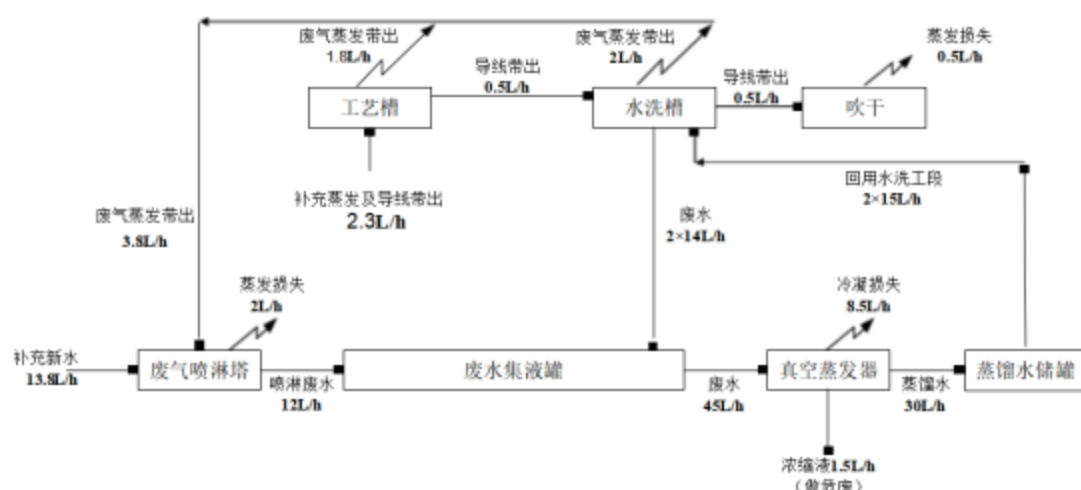 废气蒸发带出
1.8L/h
废气蒸发带出
2L/h
蒸发损失
0.5L/h
导线带出
0.5L/h
导线带出
0.5L/h
工艺槽
水洗槽
吹干
补充蒸发及导线带出
2.3L/h
回用水洗工段
2×15L/h
废气蒸发带出
3.8L/h
废水
2×14L/h
蒸发损失
2L/h
冷凝损失
8.5L/h
补充新水
13.8L/h
废气喷淋塔
喷淋废水
12L/h
废水集液罐
废水
45L/h
真空蒸发器
蒸馏水
30L/h
蒸馏水储罐
浓缩液1.5L/h
（做危废）